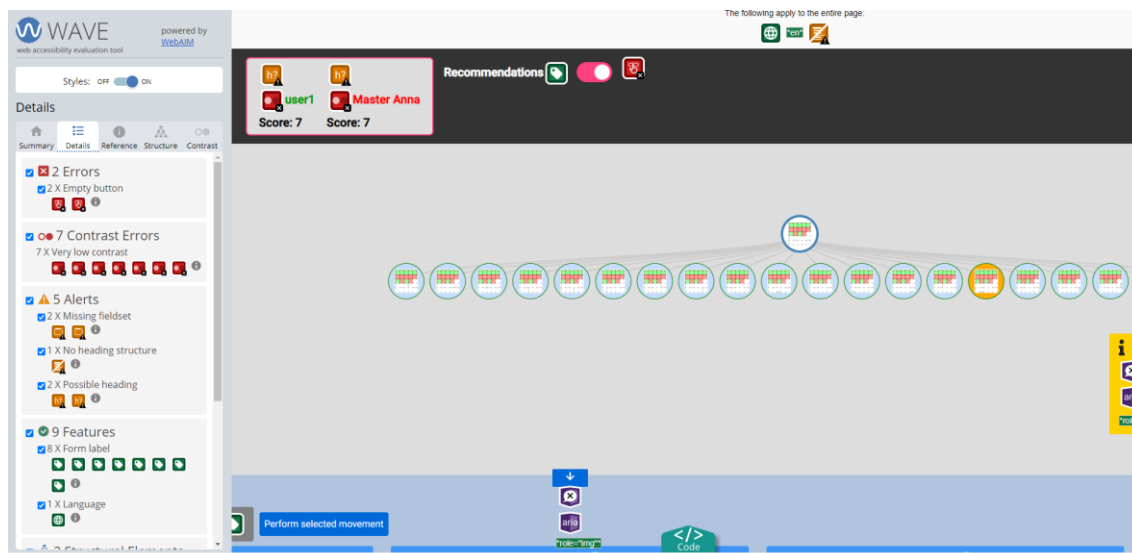 The following apply to the entire page:
"en"
WAVE
web accessibility evaluation tool
powered by
WebAIM
Styles: OFF ON
Details
Summary Details Reference Structure Contrast
2 Errors
2 X Empty button
7 Contrast Errors
7 X Very low contrast
5 Alerts
2 X Missing fieldset
1 X No heading structure
2 X Possible heading
9 Features
8 X Form label
1 X Language
h? h?
user1 Master Anna
Score: 7 Score: 7
Recommendations
i
aria
Perform selected movement
aria
*role="img"*
</>
Code